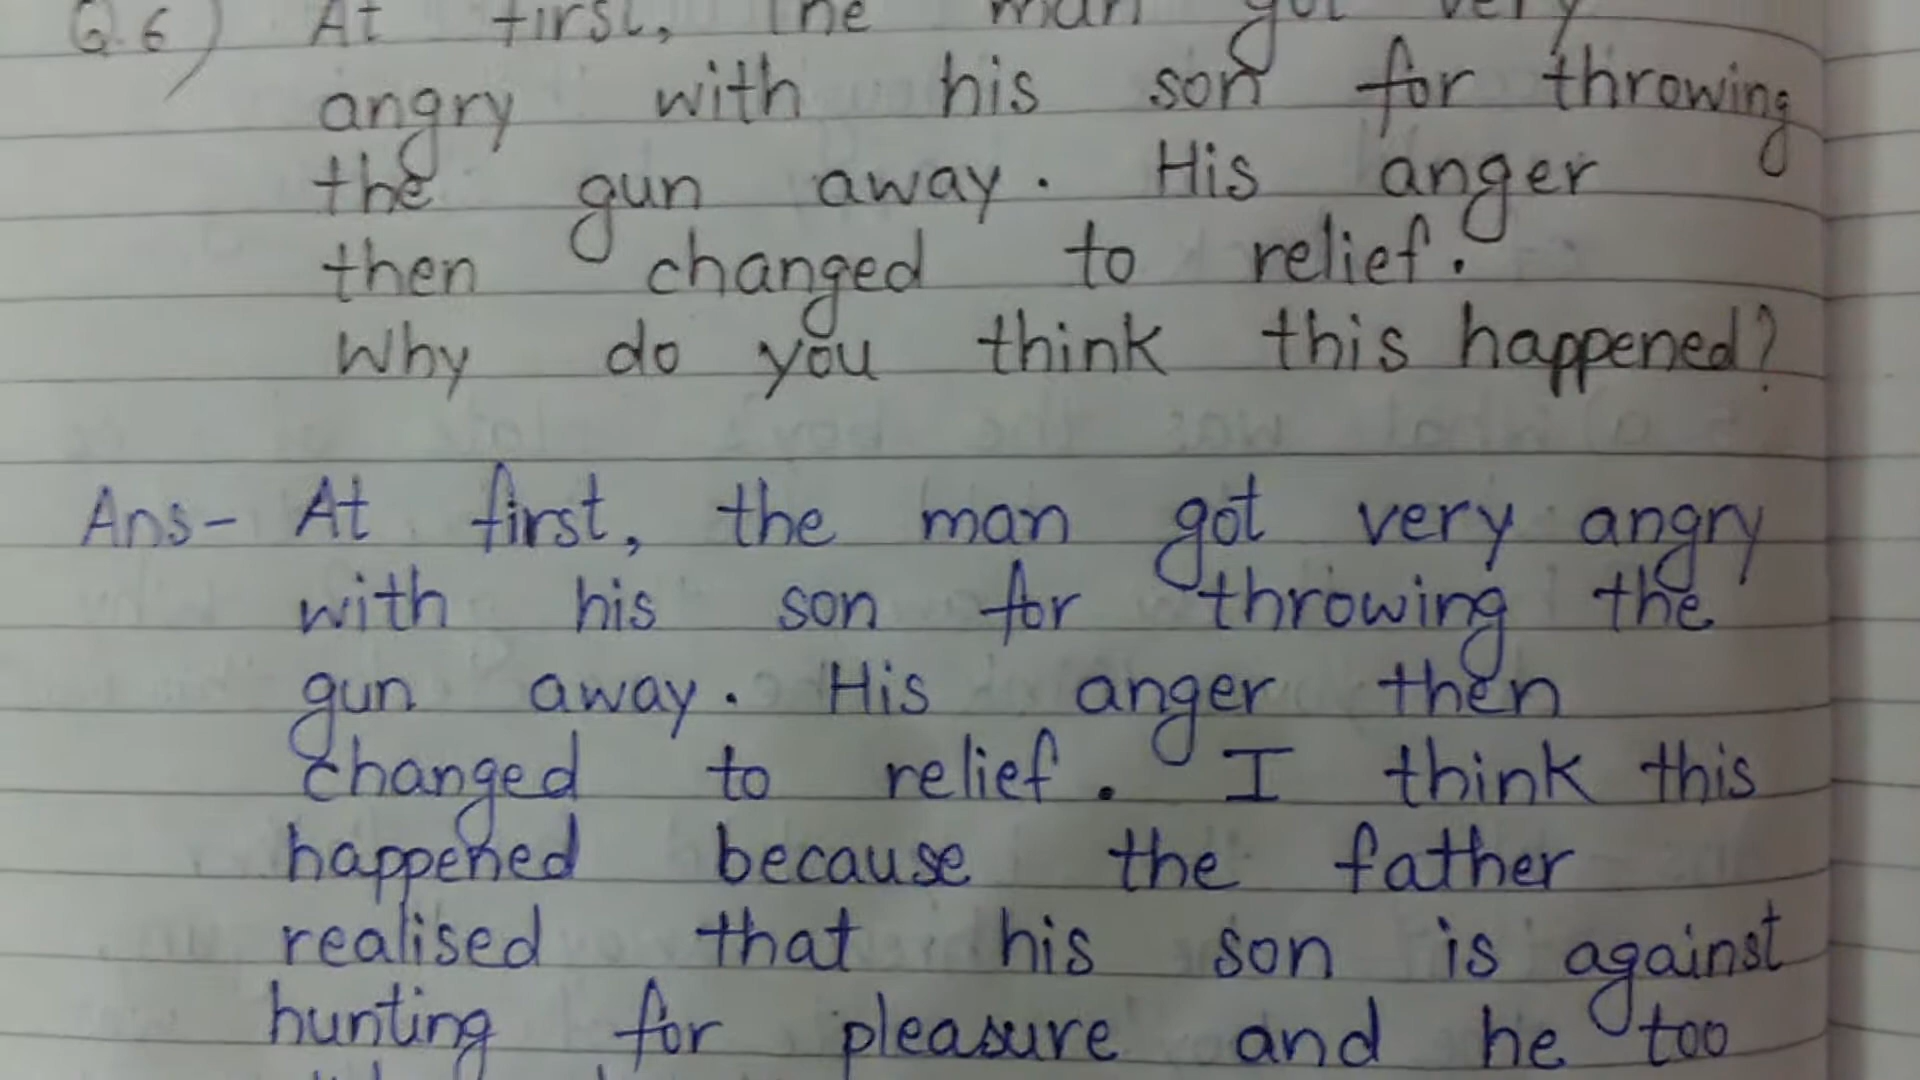 Q.6) At first, the man got very
angry with his son for throwing
the gun away. His anger
then changed to relief.
Why do you think this happened?
Ans- At first, the man got very angry
with his son for throwing the
gun away. His anger then
changed to relief. I think this
happened because the father
realised that his son is against
hunting for pleasure and he too